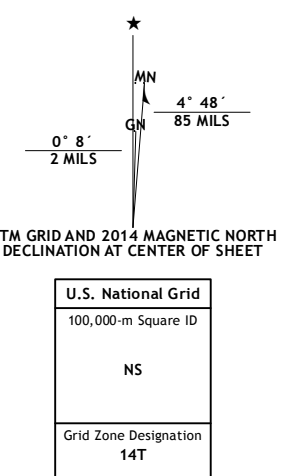 ★
MN
4° 48´
85 MILS
GN
0° 8´
2 MILS
TM GRID AND 2014 MAGNETIC NORTH
DECLINATION AT CENTER OF SHEET
U.S. National Grid
100,000-m Square ID
NS
Grid Zone Designation
14T